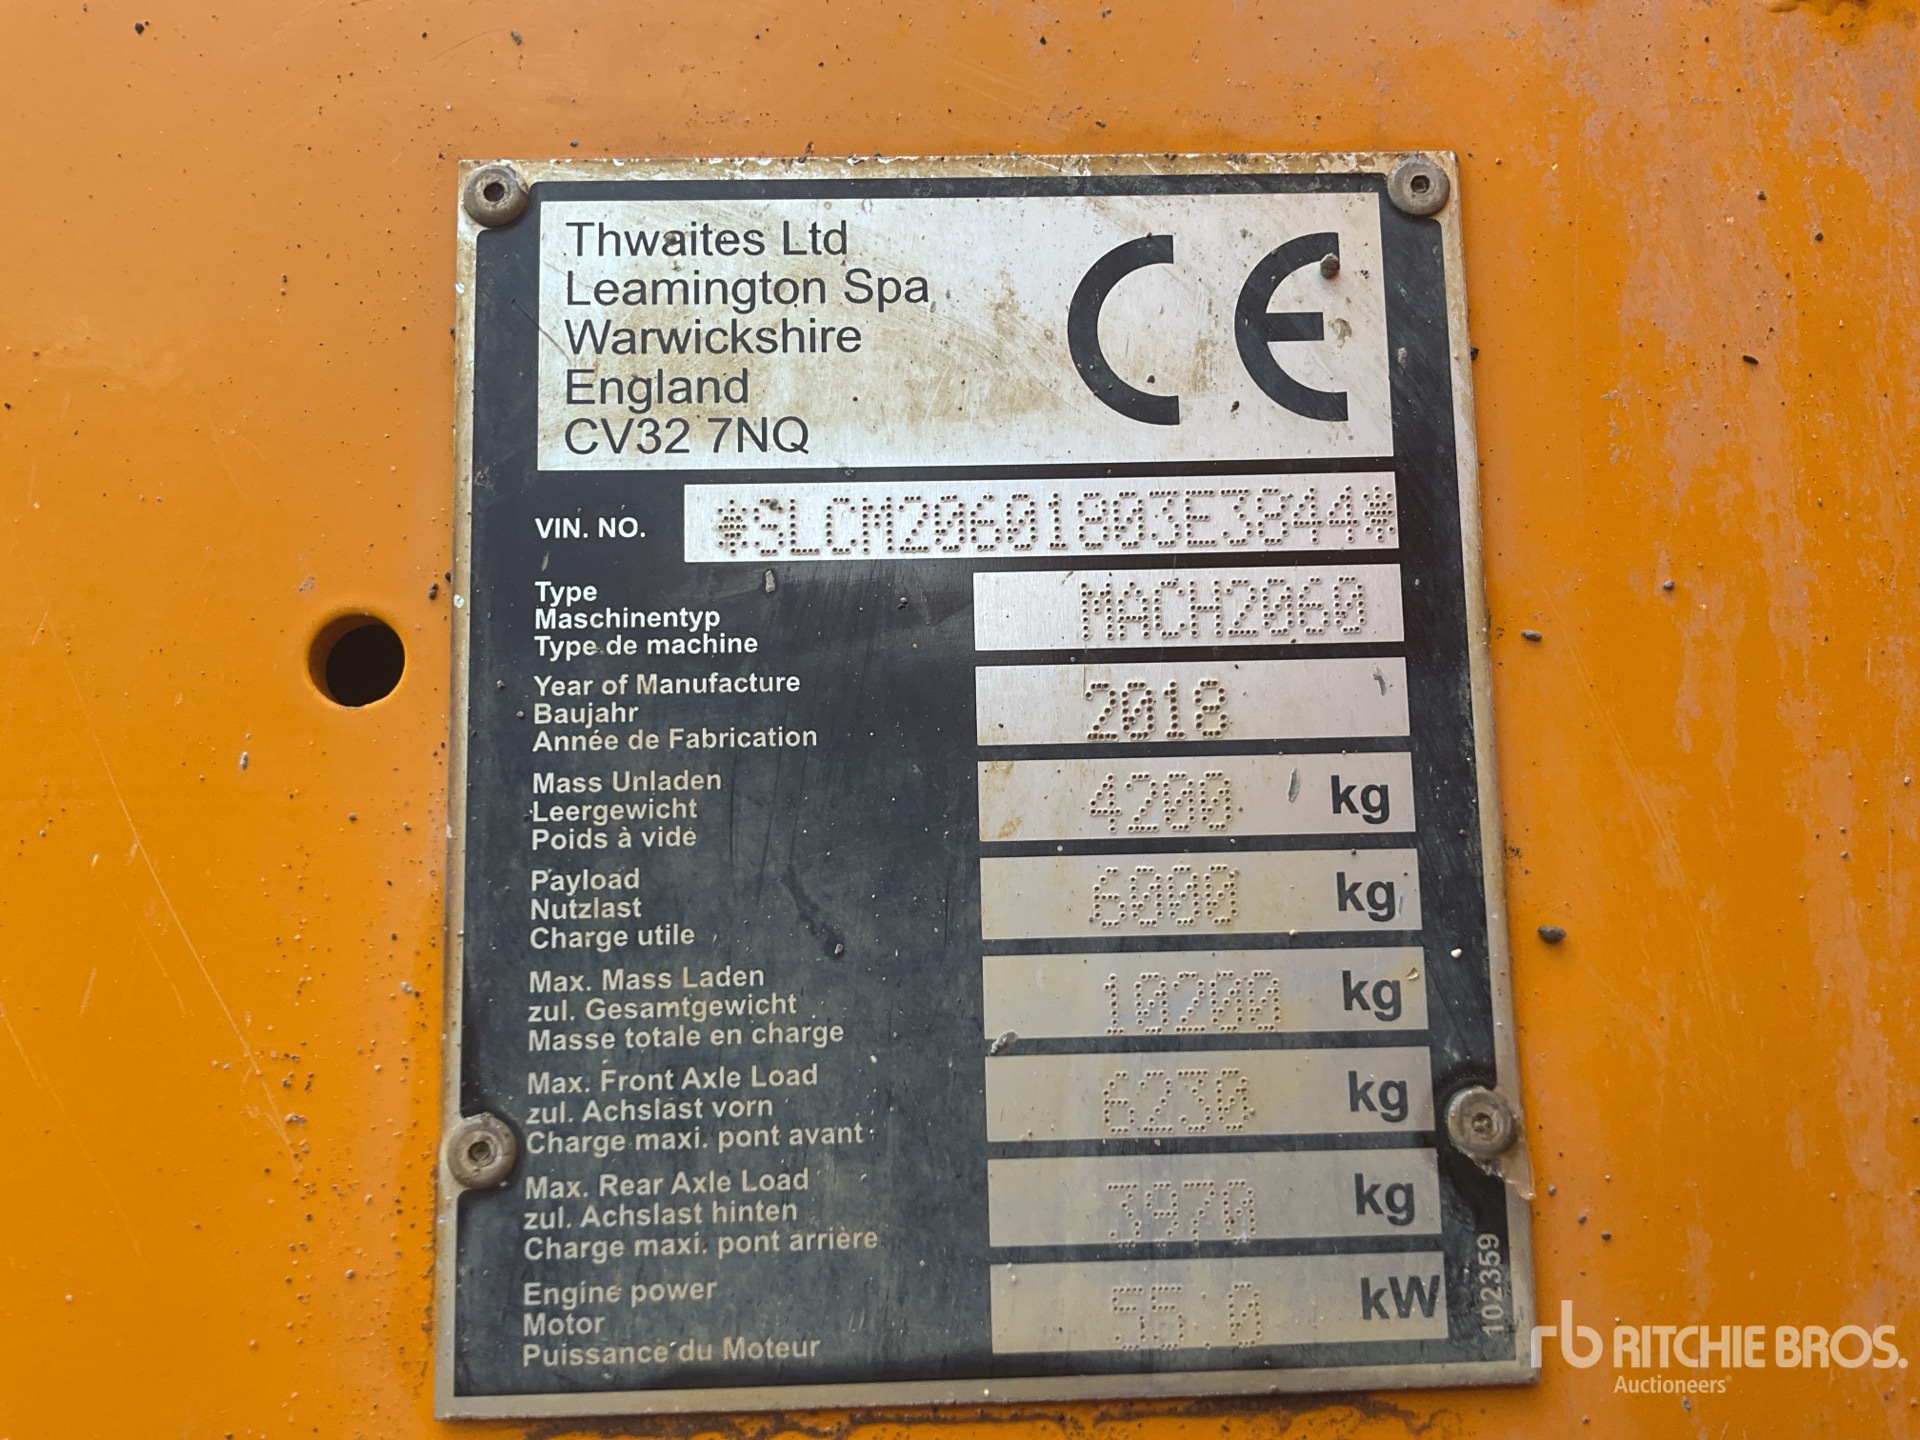 Thwaites Ltd
Leamington Spa
Warwickshire
England
CV32 7NQ
CE
VIN. NO. *SLCM20601803E3844*
Type
Maschinentyp
Type de machine
MACH2060
Year of Manufacture
Baujahr
Année de Fabrication
2018
Mass Unladen
Leergewicht
Poids à vide
4200 kg
Payload
Nutzlast
Charge utile
6000 kg
Max. Mass Laden
zul. Gesamtgewicht
Masse totale en charge
10200 kg
Max. Front Axle Load
zul. Achslast vorn
Charge maxi. pont avant
6230 kg
Max. Rear Axle Load
zul. Achslast hinten
Charge maxi. pont arrière
3970 kg
Engine power
Motor
Puissance du Moteur
55.0 kW
102359
rb RITCHIE BROS.
Auctioneers